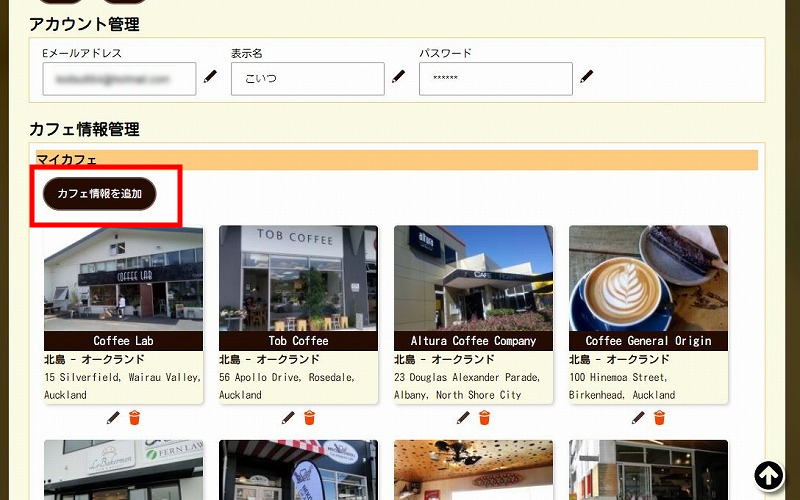 アカウント管理
Eメールアドレス
表示名
パスワード
こいつ
******
カフェ情報管理
マイカフェ
カフェ情報を追加
COFFEE LAB
TOB COFFEE
altura
CAFE
Coffee Lab
Tob Coffee
Altura Coffee Company
Coffee General Origin
北島 - オークランド
北島 - オークランド
北島 - オークランド
北島 - オークランド
15 Silverfield, Wairau Valley, Auckland
56 Apollo Drive, Rosedale, Auckland
23 Douglas Alexander Parade, Albany, North Shore City
100 Hinemoa Street, Birkenhead, Auckland
FERN LAW